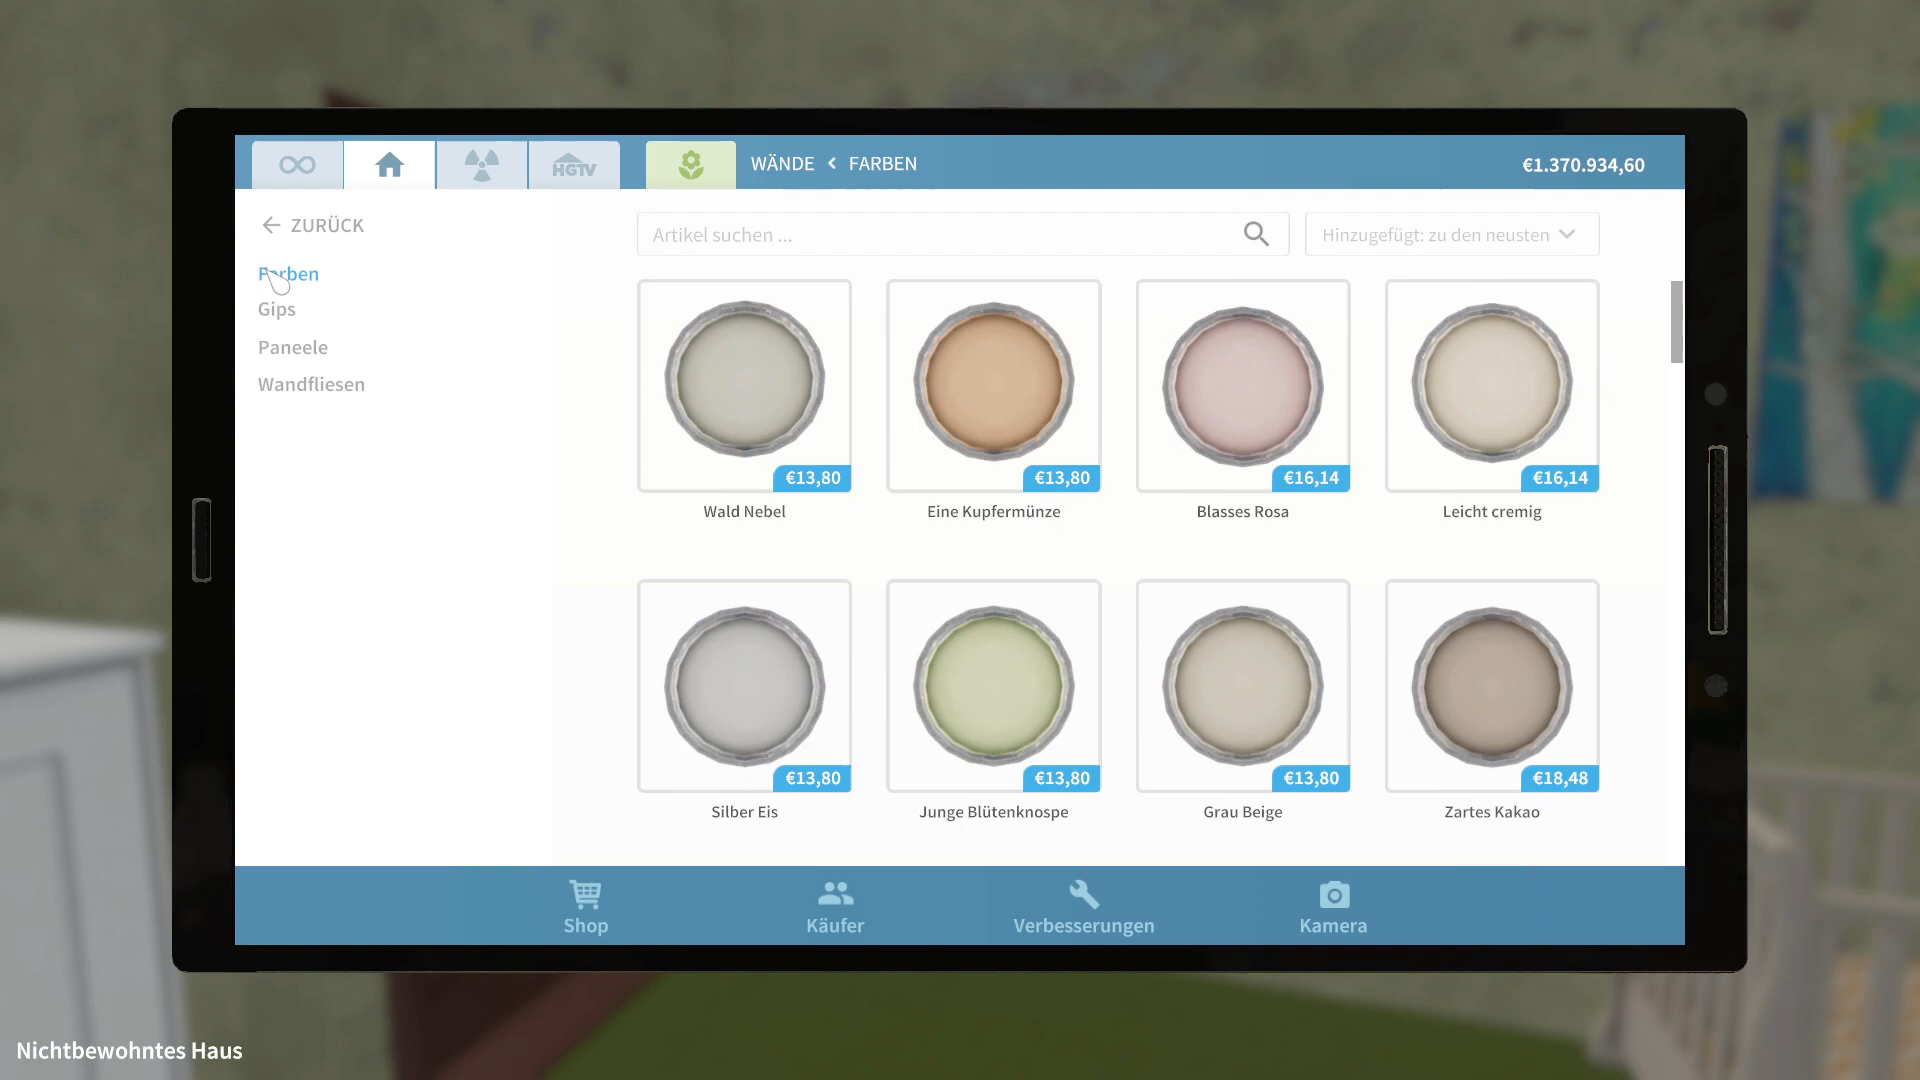 HGTV
WÄNDE < FARBEN
€1.370.934,60
ZURÜCK
Farben
Gips
Paneele
Wandfliesen
Artikel suchen ...
Hinzugefügt: zu den neusten
€13,80
€13,80
€16,14
€16,14
Wald Nebel
Eine Kupfermünze
Blasses Rosa
Leicht cremig
€13,80
€13,80
€13,80
€18,48
Silber Eis
Junge Blütenknospe
Grau Beige
Zartes Kakao
Shop
Käufer
Verbesserungen
Kamera
Nichtbewohntes Haus